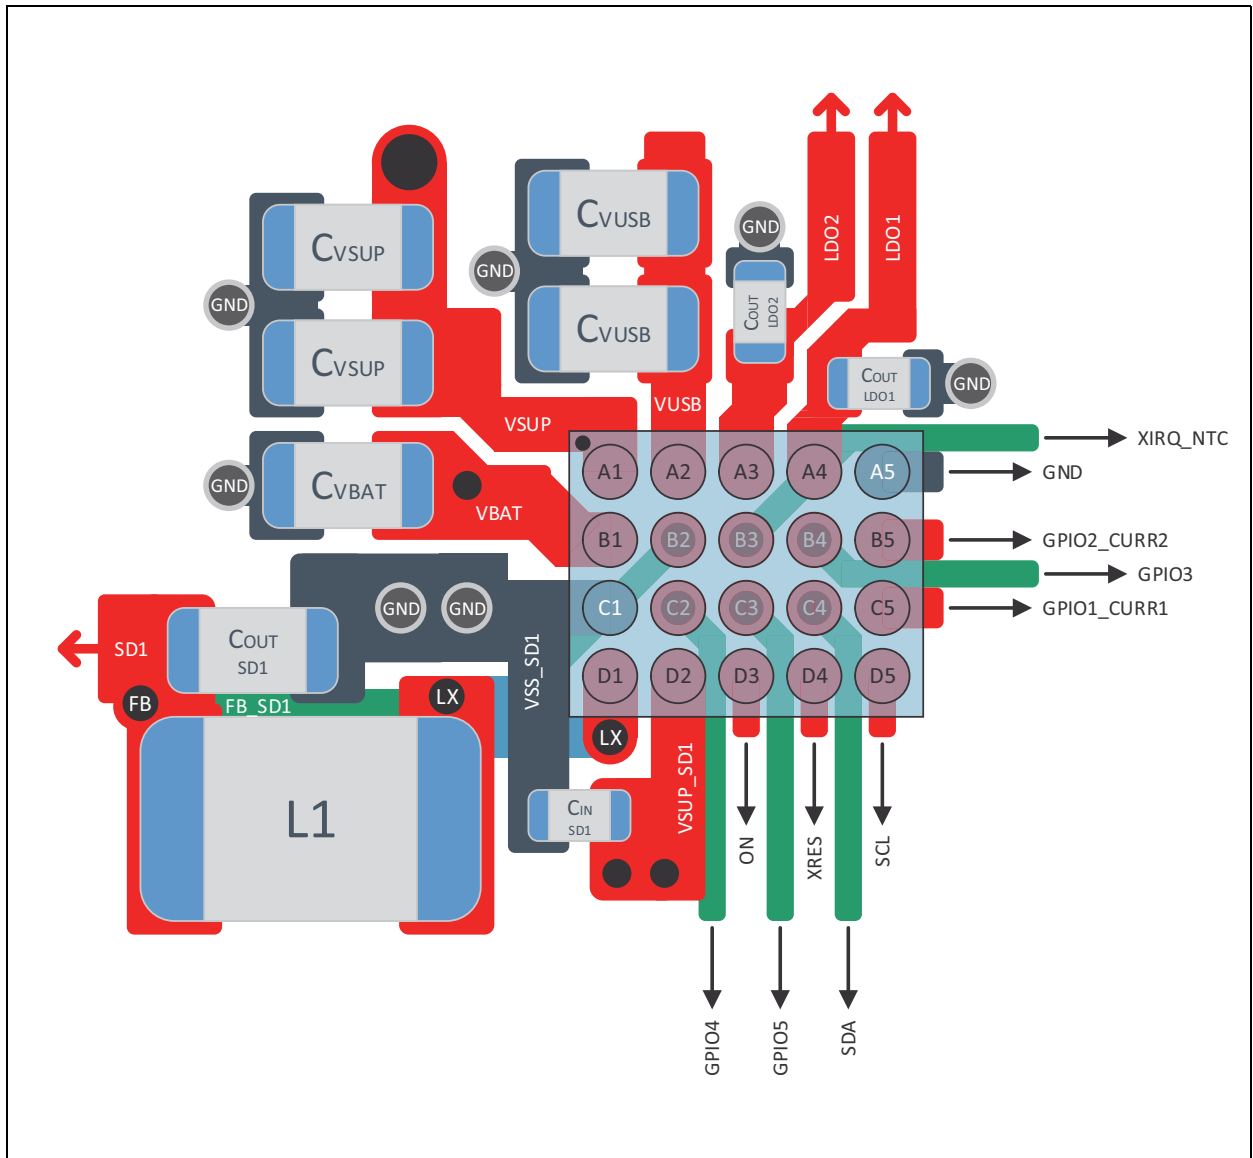 LDO2
LDO1
GND
CVUSB
GND
CVSUP
GND
COUT
LDO2
CVUSB
CVSUP
COUT
LDO1
GND
VUSB
VSUP
XIRQ_NTC
A1 A2 A3 A4 A5
GND
GND
CVBAT
VBAT
B1 B2 B3 B4 B5
GPIO2_CURR2
GPIO3
GND GND
C1 C2 C3 C4 C5
GPIO1_CURR1
SD1
COUT
SD1
VSS_SD1
D1 D2 D3 D4 D5
FB
FB_SD1
LX
LX
VSUP_SD1
L1
CIN
SD1
ON
XRES
SCL
GPIO4
GPIO5
SDA